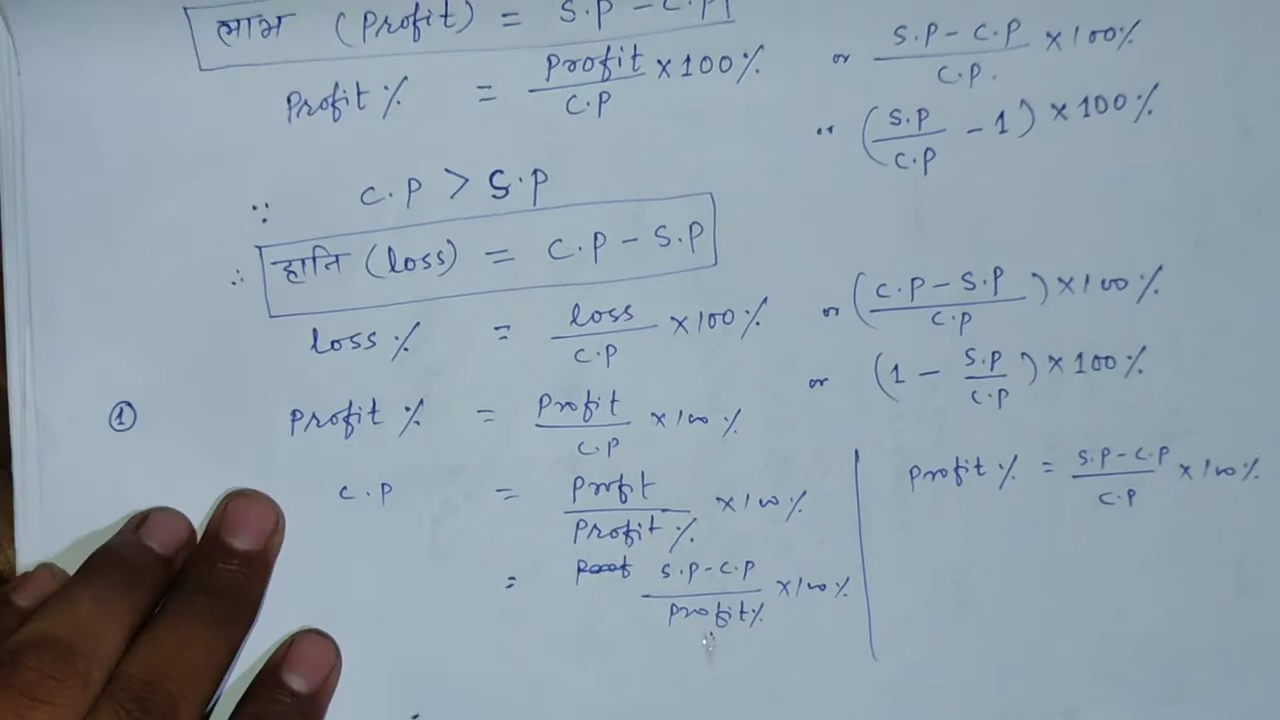 लाभ (Profit) = S.P - C.P
Profit % = Profit/C.P × 100% or S.P - C.P/C.P. × 100%
or (S.P/C.P - 1) × 100%
∵ C.P > S.P
∴ हानि (loss) = C.P - S.P
loss % = loss/C.P × 100% or (C.P - S.P/C.P) × 100%
or (1 - S.P/C.P) × 100%
① Profit % = Profit/C.P × 100%
C.P = Profit/Profit % × 100%
= S.P - C.P/Profit% × 100%
Profit % = S.P - C.P/C.P × 100%